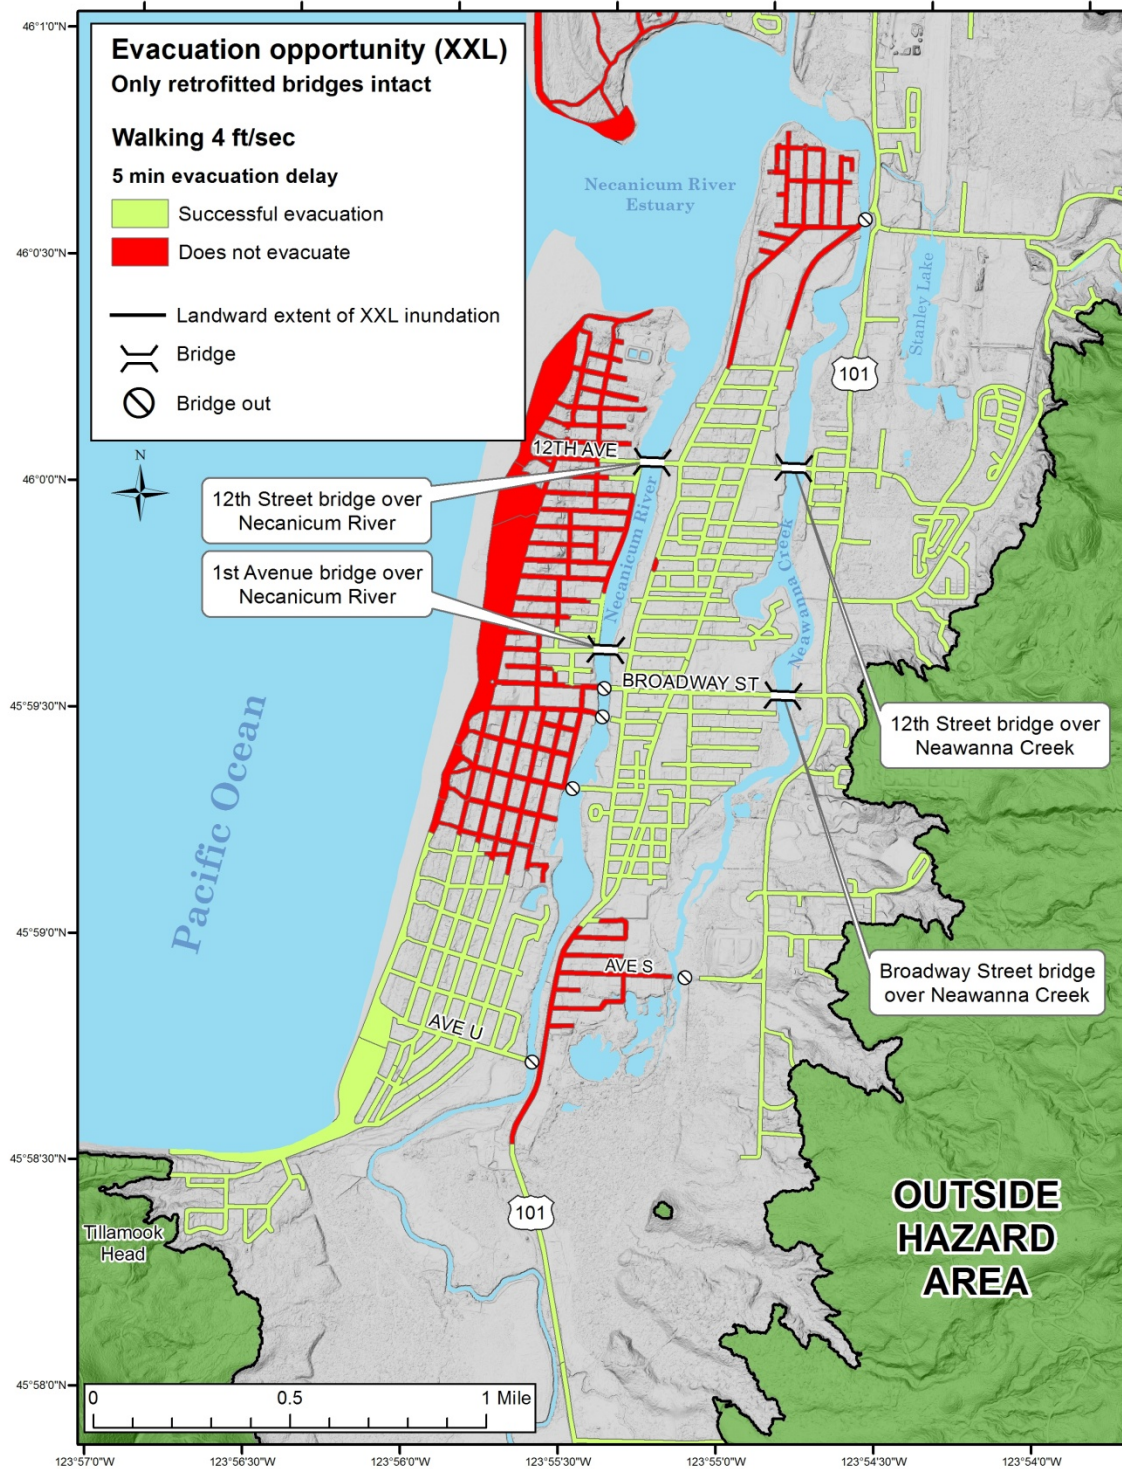 Evacuation opportunity (XXL)
Only retrofitted bridges intact
Walking 4 ft/sec
5 min evacuation delay
Successful evacuation
Does not evacuate
Landward extent of XXL inundation
Bridge
Bridge out
N
46°1'0"N
46°0'30"N
46°0'0"N
45°59'30"N
45°59'0"N
45°58'30"N
45°58'0"N
Necanicum River
Estuary
Stanley Lake
101
12TH AVE
12th Street bridge over
Necanicum River
1st Avenue bridge over
Necanicum River
Necanicum River
Neawanna Creek
BROADWAY ST
12th Street bridge over
Neawanna Creek
Pacific Ocean
AVE S
Broadway Street bridge
over Neawanna Creek
AVE U
101
Tillamook
Head
OUTSIDE
HAZARD
AREA
0 0.5 1 Mile
123°57'0"W 123°56'30"W 123°56'0"W 123°55'30"W 123°55'0"W 123°54'30"W 123°54'0"W